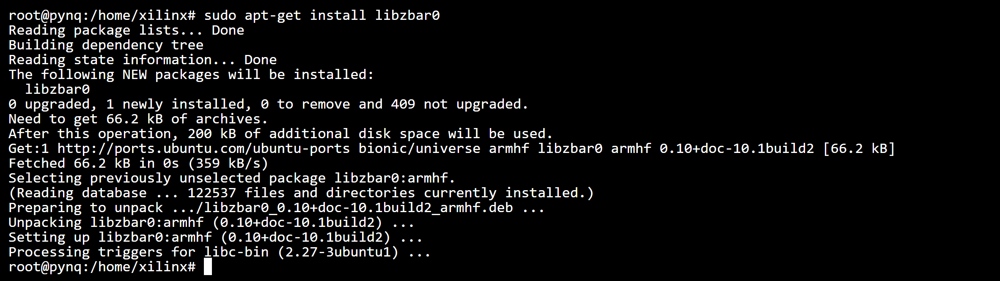 root@pynq:/home/xilinx# sudo apt-get install libzbar0
Reading package lists... Done
Building dependency tree
Reading state information... Done
The following NEW packages will be installed:
  libzbar0
0 upgraded, 1 newly installed, 0 to remove and 409 not upgraded.
Need to get 66.2 kB of archives.
After this operation, 200 kB of additional disk space will be used.
Get:1 http://ports.ubuntu.com/ubuntu-ports bionic/universe armhf libzbar0 armhf 0.10+doc-10.1build2 [66.2 kB]
Fetched 66.2 kB in 0s (359 kB/s)
Selecting previously unselected package libzbar0:armhf.
(Reading database ... 122537 files and directories currently installed.)
Preparing to unpack .../libzbar0_0.10+doc-10.1build2_armhf.deb ...
Unpacking libzbar0:armhf (0.10+doc-10.1build2) ...
Setting up libzbar0:armhf (0.10+doc-10.1build2) ...
Processing triggers for libc-bin (2.27-3ubuntu1) ...
root@pynq:/home/xilinx#